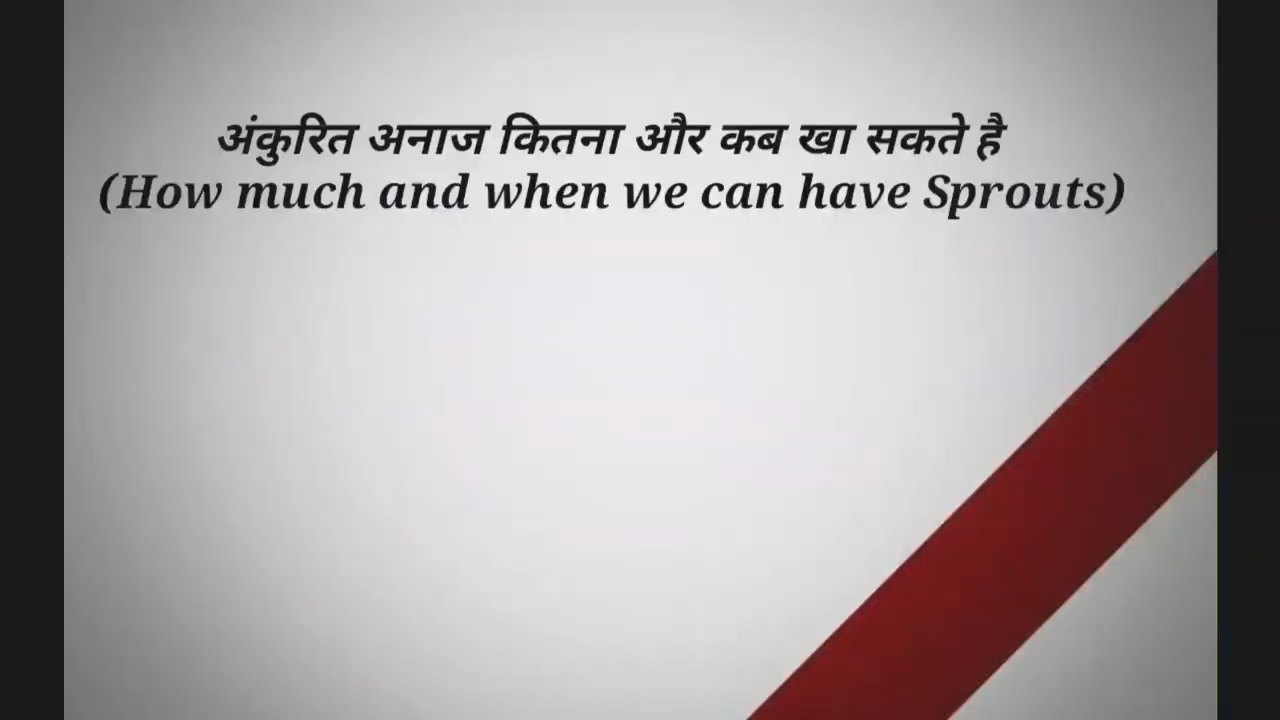 अंकुरित अनाज कितना और कब खा सकते है
(How much and when we can have Sprouts)